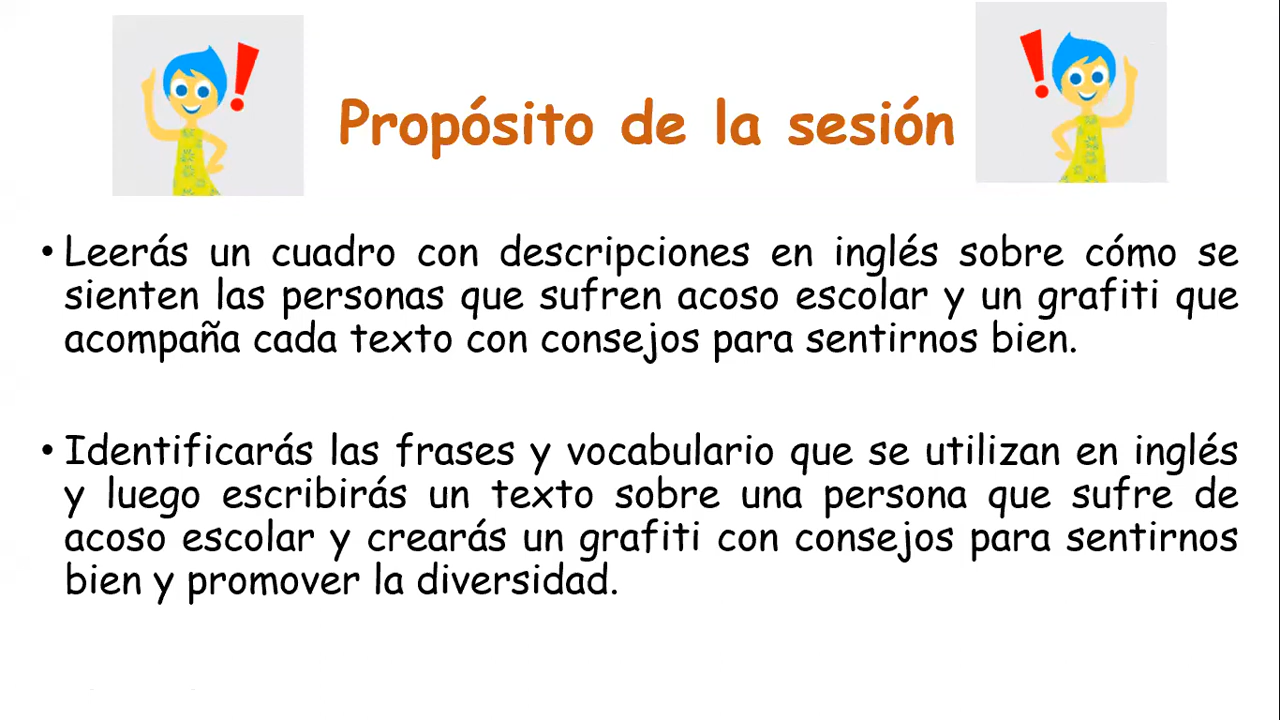 Propósito de la sesión
• Leerás un cuadro con descripciones en inglés sobre cómo se
sienten las personas que sufren acoso escolar y un grafiti que
acompaña cada texto con consejos para sentirnos bien.
• Identificarás las frases y vocabulario que se utilizan en inglés
y luego escribirás un texto sobre una persona que sufre de
acoso escolar y crearás un grafiti con consejos para sentirnos
bien y promover la diversidad.